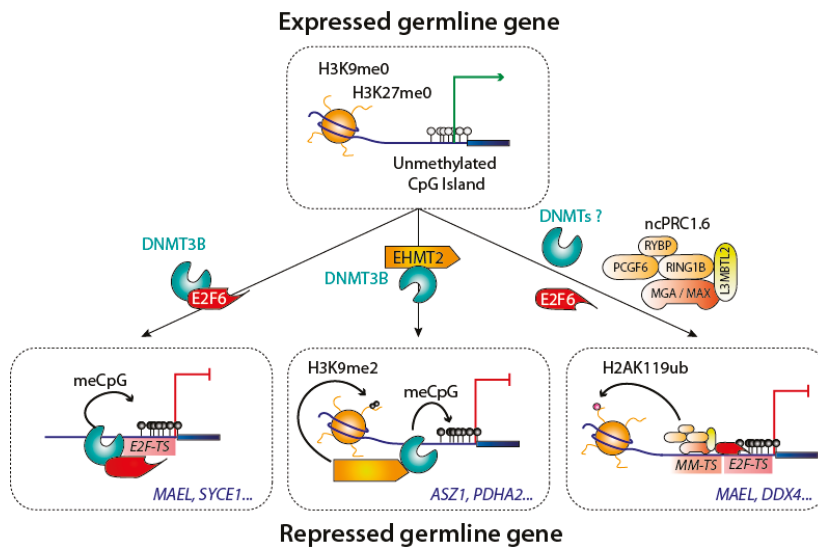 Expressed germline gene
H3K9me0
H3K27me0
Unmethylated
CpG Island
DNMT3B
E2F6
EHMT2
DNMT3B
DNMTs ?
E2F6
ncPRC1.6
RYBP
PCGF6
RING1B
L3MBTL2
MGA / MAX
meCpG
E2F-TS
MAEL, SYCE1...
H3K9me2
meCpG
ASZ1, PDHA2...
H2AK119ub
MM-TS
E2F-TS
MAEL, DDX4...
Repressed germline gene